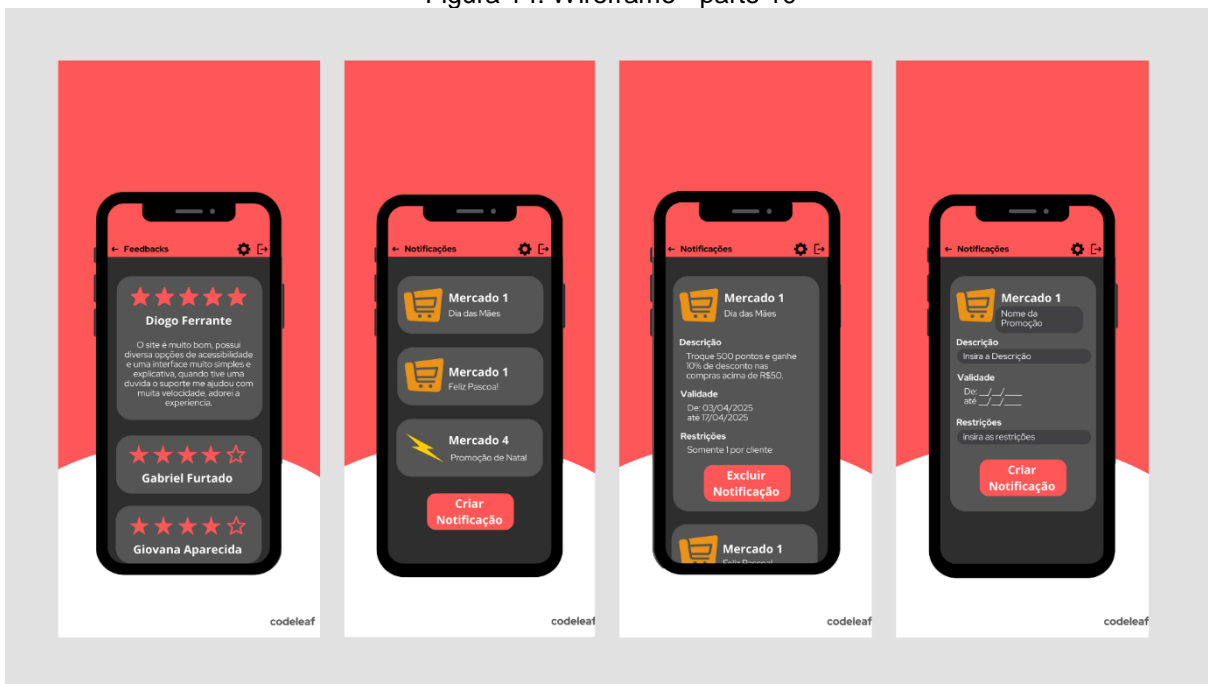 Figura 14: Wireframe - parte 10
← Feedbacks
Diogo Ferrante
O site é muito bom, possui
diversa opções de acessibilidade
e uma interface muito simples e
explicativa, quando tive uma
duvida o suporte me ajudou com
muita velocidade, adorei a
experiencia.
Gabriel Furtado
Giovana Aparecida
codeleaf
← Notificações
Mercado 1
Dia das Mães
Mercado 1
Feliz Pascoa!
Mercado 4
Promoção de Natal
Criar
Notificação
codeleaf
← Notificações
Mercado 1
Dia das Mães
Descrição
Troque 500 pontos e ganhe
10% de desconto nas
compras acima de R$50.
Validade
De: 03/04/2025
até 17/04/2025
Restrições
Somente 1 por cliente
Excluir
Notificação
Mercado 1
Feliz Pascoa!
codeleaf
← Notificações
Mercado 1
Nome da
Promoção
Descrição
Insira a Descrição
Validade
De: __/__/____
até __/__/____
Restrições
Insira as restrições
Criar
Notificação
codeleaf